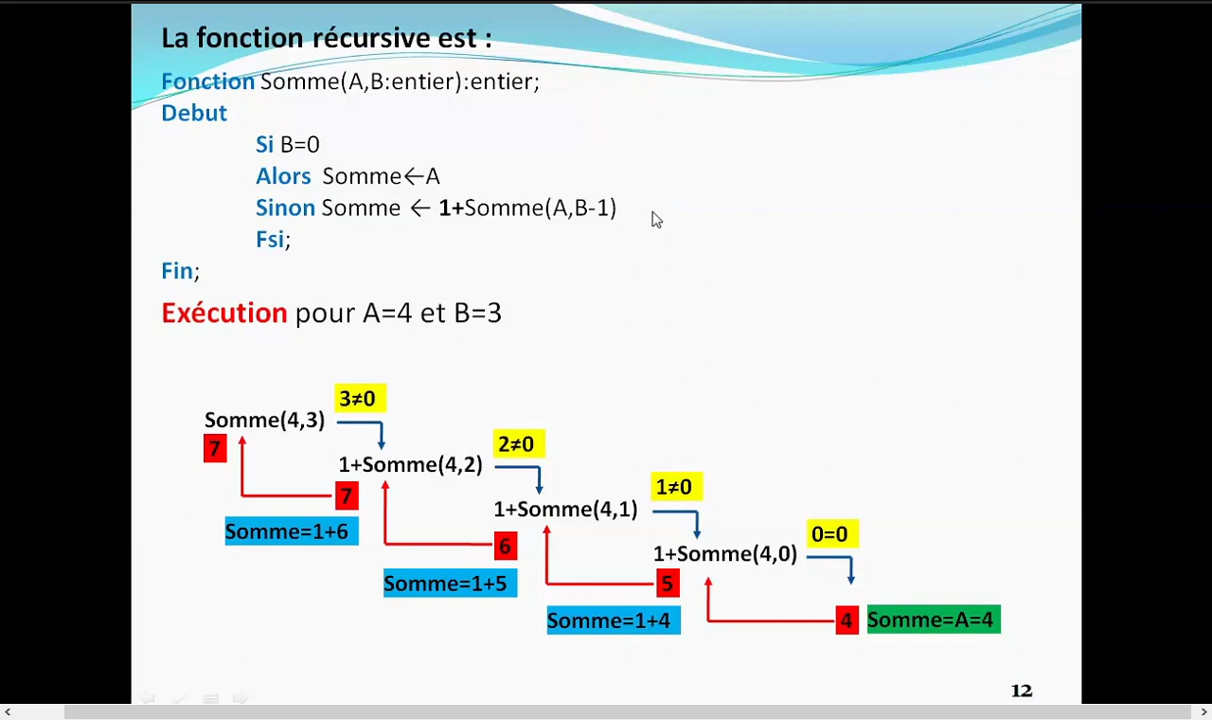 La fonction récursive est :
Fonction Somme(A,B:entier):entier;
Debut
Si B=0
Alors Somme←A
Sinon Somme ← 1+Somme(A,B-1)
Fsi;
Fin;
Exécution pour A=4 et B=3
3≠0
Somme(4,3)
7
2≠0
1+Somme(4,2)
7
Somme=1+6
1≠0
1+Somme(4,1)
6
Somme=1+5
0=0
1+Somme(4,0)
5
Somme=1+4
4
Somme=A=4
12